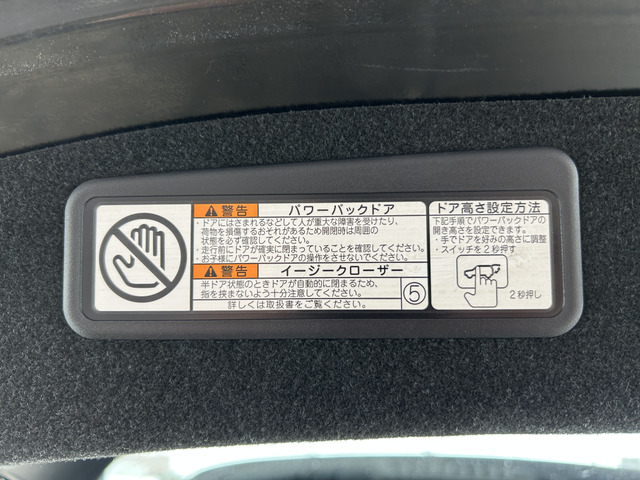 警告 パワーバックドア
・ドアにはさまれるなどして人が重大な障害を受けたり、
荷物を損傷するおそれがあるため開閉時は周囲の
状態を必ず確認してください。
・走行前にドアが確実に閉まっていることを確認してください。
・お子様にパワーバックドアの操作をさせないでください。
警告 イージークローザー
半ドア状態のときドアが自動的に閉まるため、
指を挟まないよう十分注意してください。
詳しくは取扱書をご覧ください。
⑤
ドア高さ設定方法
下記手順でパワーバックドアの
開き高さを設定できます。
・手でドアを好みの高さに調整
・スイッチを2秒押す
2秒押し